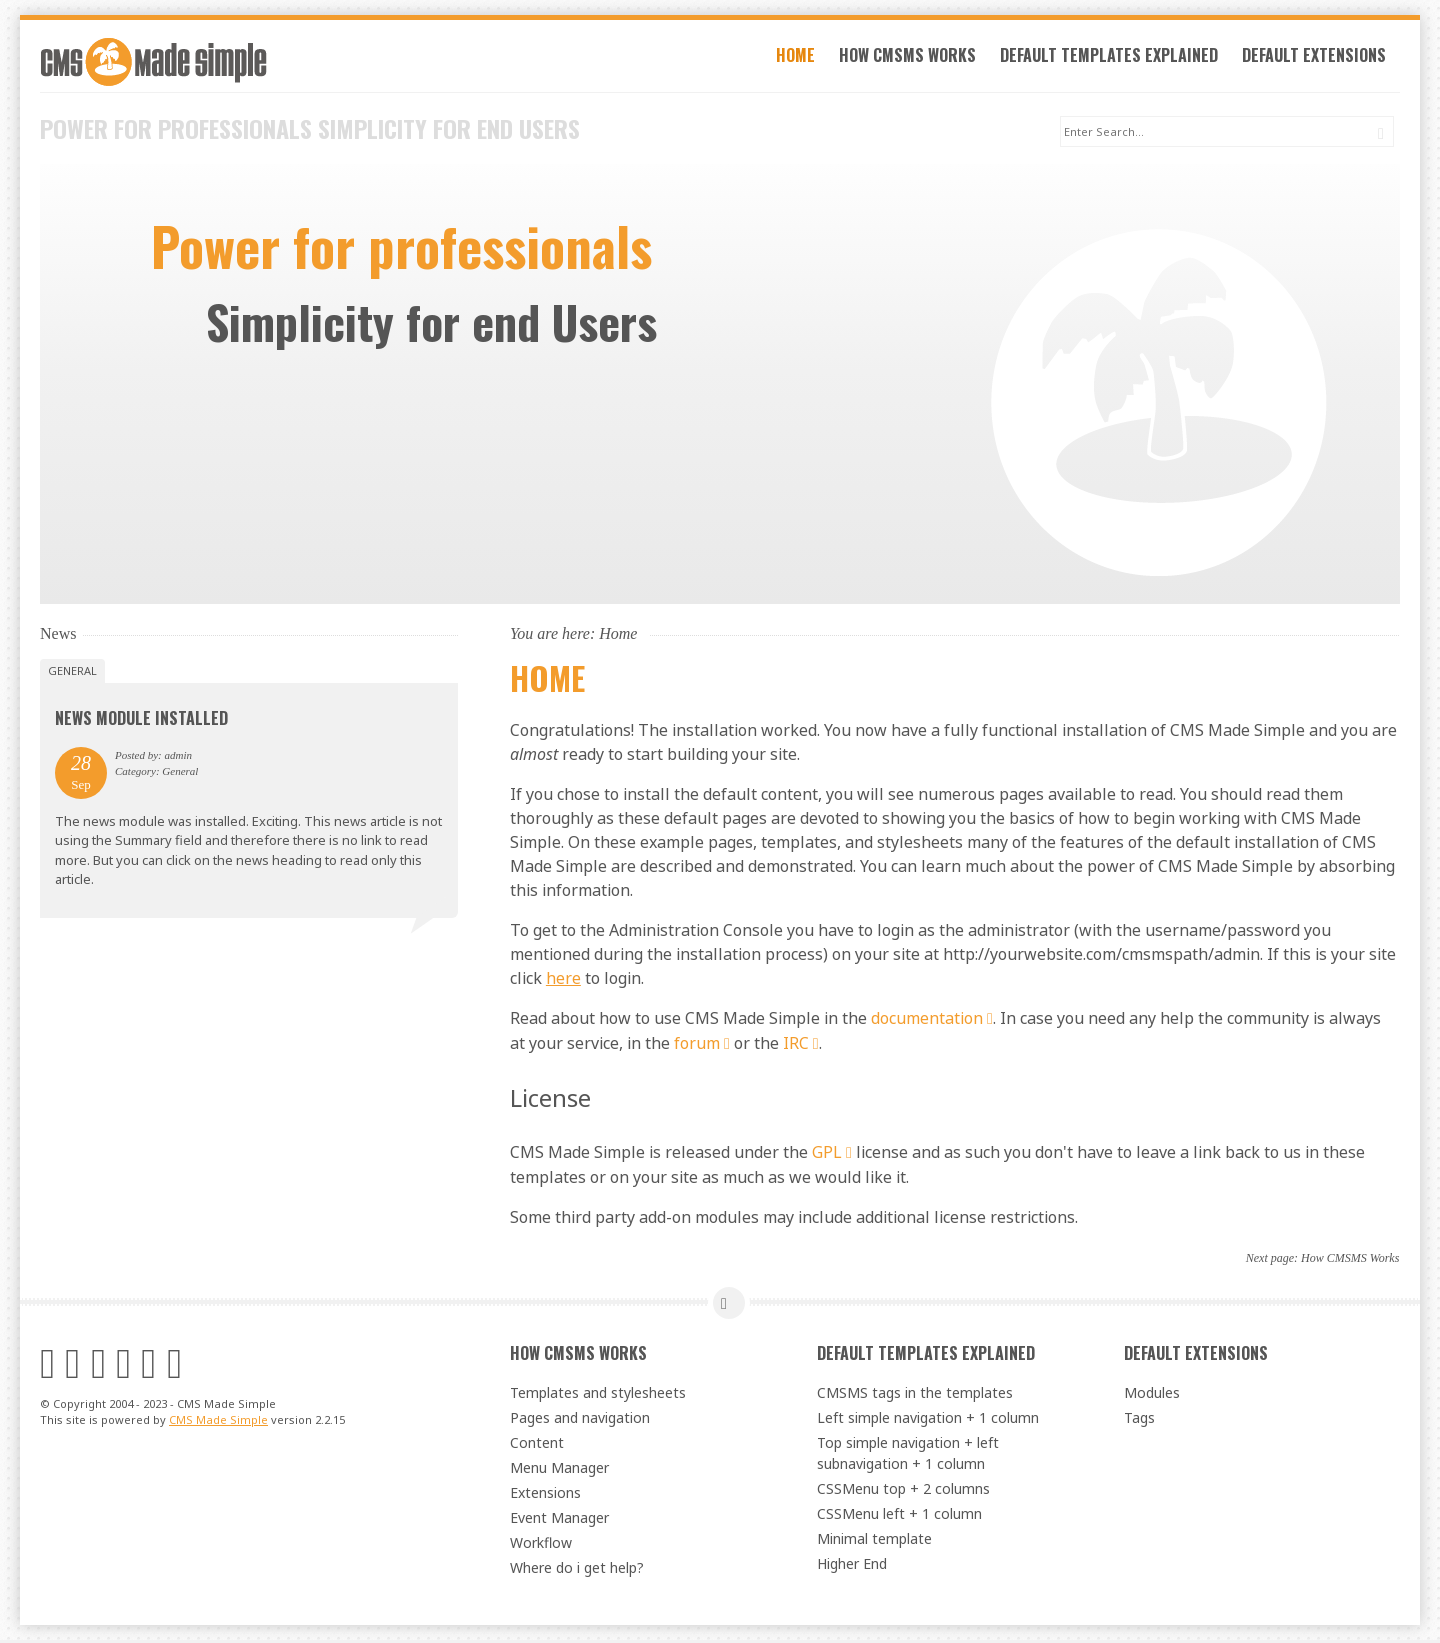 CMS Made Simple
HOME HOW CMSMS WORKS DEFAULT TEMPLATES EXPLAINED DEFAULT EXTENSIONS
POWER FOR PROFESSIONALS SIMPLICITY FOR END USERS
Enter Search...
Power for professionals
Simplicity for end Users
News
GENERAL
NEWS MODULE INSTALLED
28
Sep
Posted by: admin
Category: General
The news module was installed. Exciting. This news article is not
using the Summary field and therefore there is no link to read
more. But you can click on the news heading to read only this
article.
You are here: Home
HOME
Congratulations! The installation worked. You now have a fully functional installation of CMS Made Simple and you are
almost ready to start building your site.
If you chose to install the default content, you will see numerous pages available to read. You should read them
thoroughly as these default pages are devoted to showing you the basics of how to begin working with CMS Made
Simple. On these example pages, templates, and stylesheets many of the features of the default installation of CMS
Made Simple are described and demonstrated. You can learn much about the power of CMS Made Simple by absorbing
this information.
To get to the Administration Console you have to login as the administrator (with the username/password you
mentioned during the installation process) on your site at http://yourwebsite.com/cmsmspath/admin. If this is your site
click here to login.
Read about how to use CMS Made Simple in the documentation . In case you need any help the community is always
at your service, in the forum or the IRC .
License
CMS Made Simple is released under the GPL license and as such you don't have to leave a link back to us in these
templates or on your site as much as we would like it.
Some third party add-on modules may include additional license restrictions.
Next page: How CMSMS Works
© Copyright 2004 - 2023 - CMS Made Simple
This site is powered by CMS Made Simple version 2.2.15
HOW CMSMS WORKS
Templates and stylesheets
Pages and navigation
Content
Menu Manager
Extensions
Event Manager
Workflow
Where do i get help?
DEFAULT TEMPLATES EXPLAINED
CMSMS tags in the templates
Left simple navigation + 1 column
Top simple navigation + left
subnavigation + 1 column
CSSMenu top + 2 columns
CSSMenu left + 1 column
Minimal template
Higher End
DEFAULT EXTENSIONS
Modules
Tags